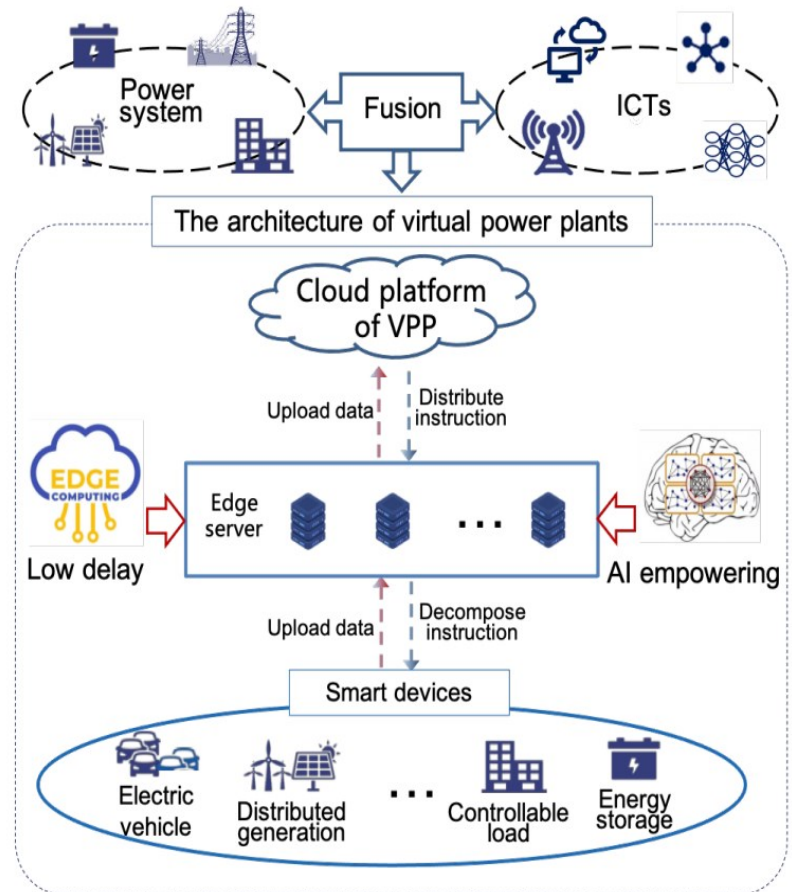 Power
system
Fusion
ICTs
The architecture of virtual power plants
Cloud platform
of VPP
Upload data
Distribute
instruction
EDGE
COMPUTING
Low delay
Edge
server
...
AI empowering
Upload data
Decompose
instruction
Smart devices
Electric
vehicle
Distributed
generation
...
Controllable
load
Energy
storage